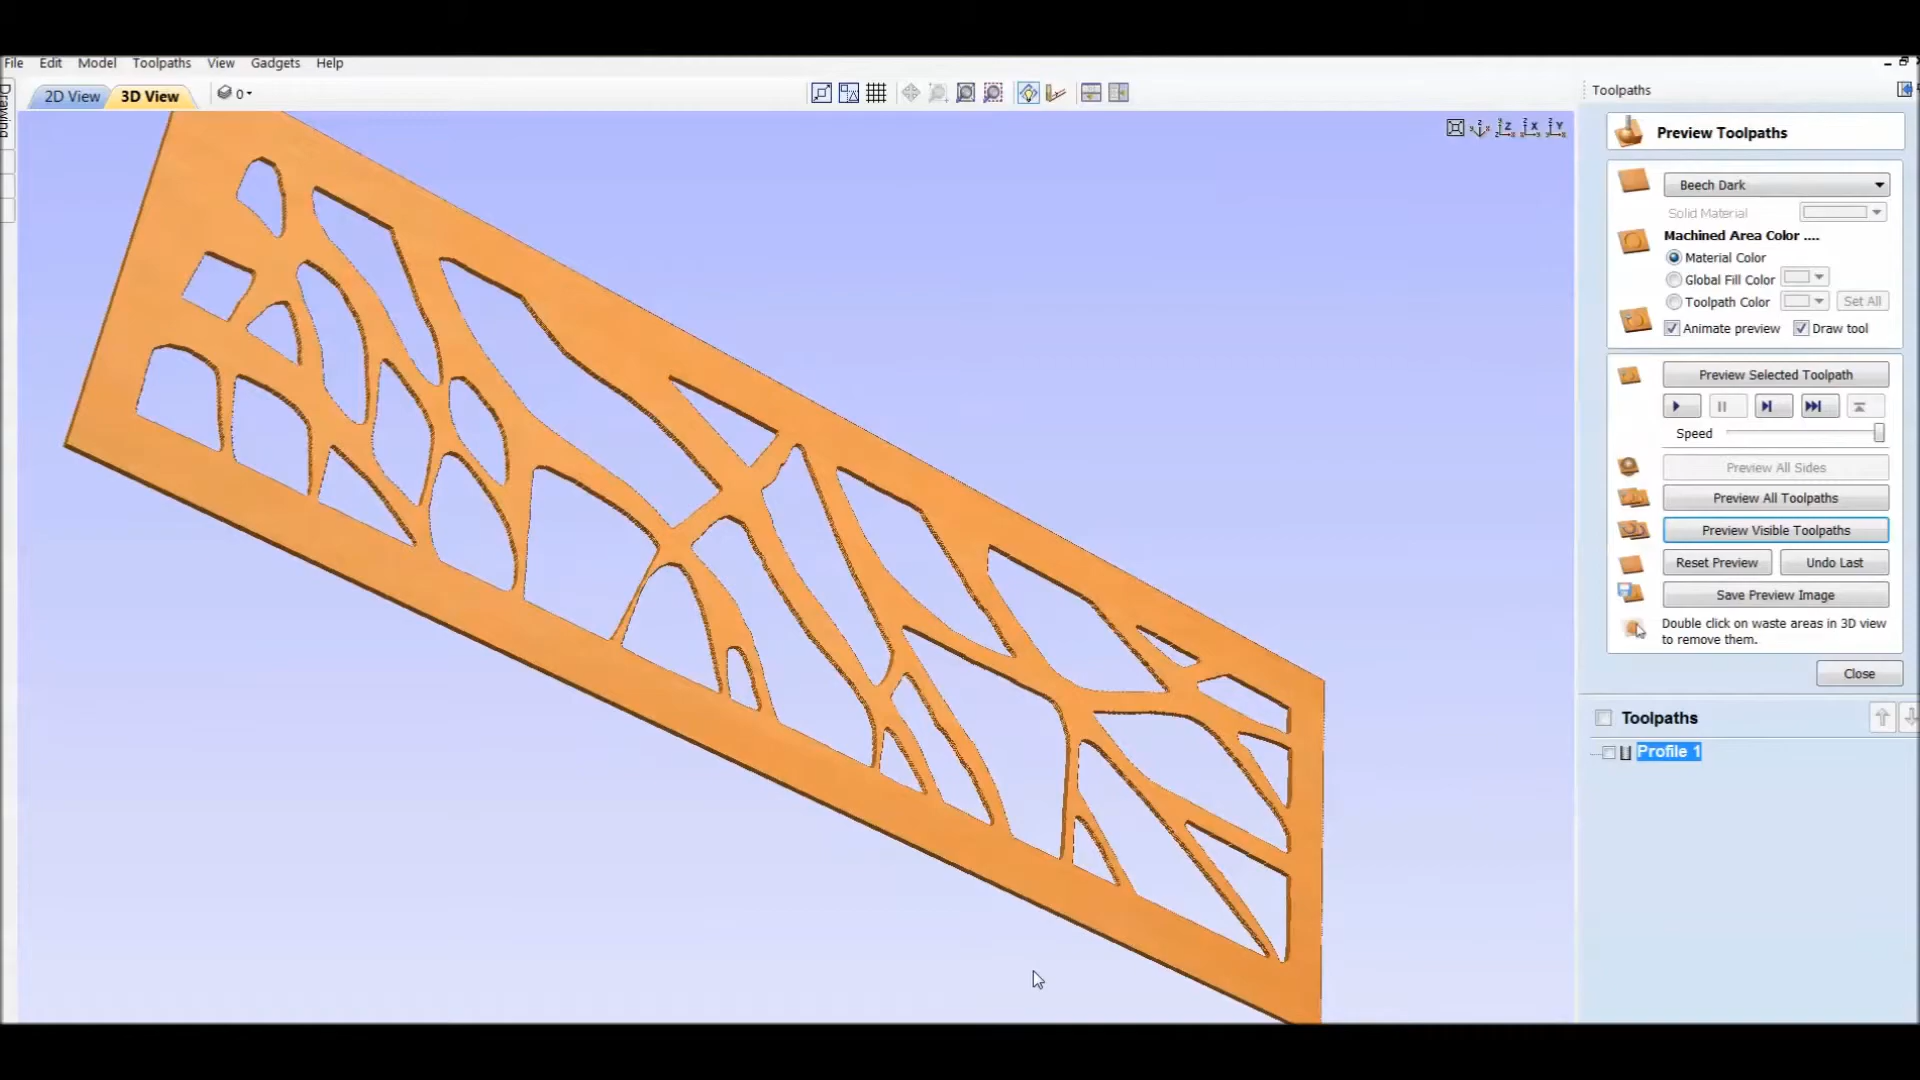 File Edit Model Toolpaths View Gadgets Help
Drawing
2D View 3D View 0
Toolpaths
Z X Y
Preview Toolpaths
Beech Dark
Solid Material
Machined Area Color ....
Material Color
Global Fill Color
Toolpath Color Set All
Animate preview Draw tool
Preview Selected Toolpath
Speed
Preview All Sides
Preview All Toolpaths
Preview Visible Toolpaths
Reset Preview Undo Last
Save Preview Image
Double click on waste areas in 3D view
to remove them.
Close
Toolpaths
Profile 1